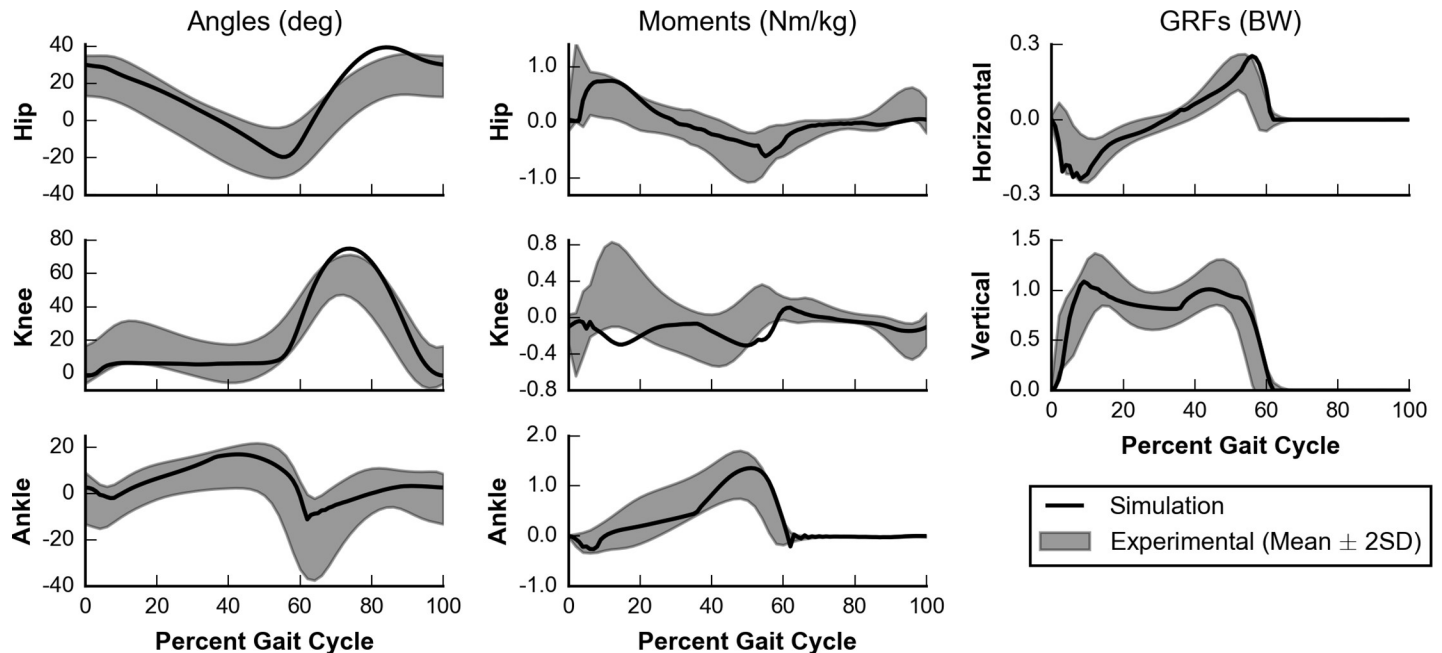 Angles (deg)
Moments (Nm/kg)
GRFs (BW)
Hip
40
20
0
-20
-40
Hip
1.0
0.0
-1.0
Horizontal
0.3
0.0
-0.3
Knee
80
60
40
20
0
Knee
0.8
0.4
0.0
-0.4
-0.8
Vertical
1.5
1.0
0.5
0.0
0 20 40 60 80 100
Percent Gait Cycle
Ankle
20
0
-20
-40
0 20 40 60 80 100
Percent Gait Cycle
Ankle
2.0
1.0
0.0
-1.0
0 20 40 60 80 100
Percent Gait Cycle
Simulation
Experimental (Mean ± 2SD)